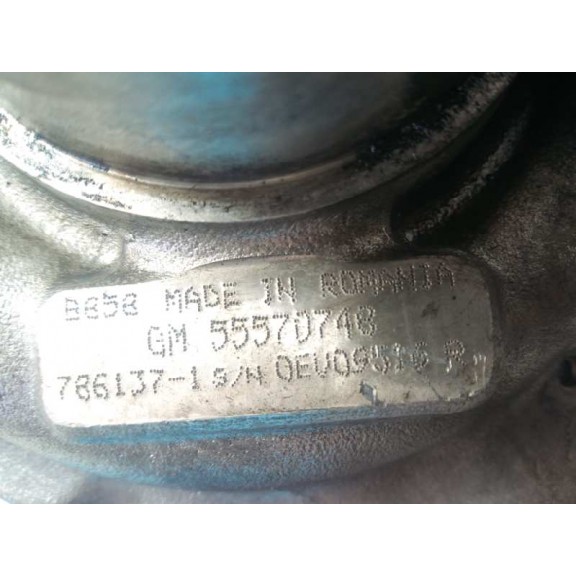 B858 MADE IN ROMANIA
GM 55570748
786137-1 S/N 0EV09516 R